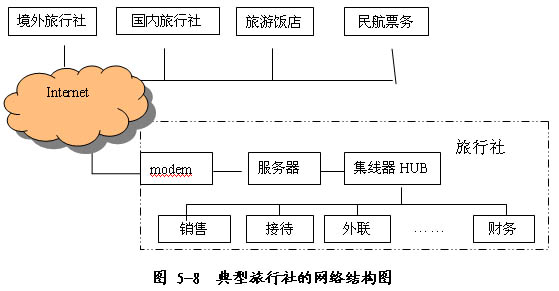 境外旅行社 国内旅行社 旅游饭店 民航票务
Internet
旅行社
modem 服务器 集线器 HUB
销售 接待 外联 …… 财务
图 5-8 典型旅行社的网络结构图